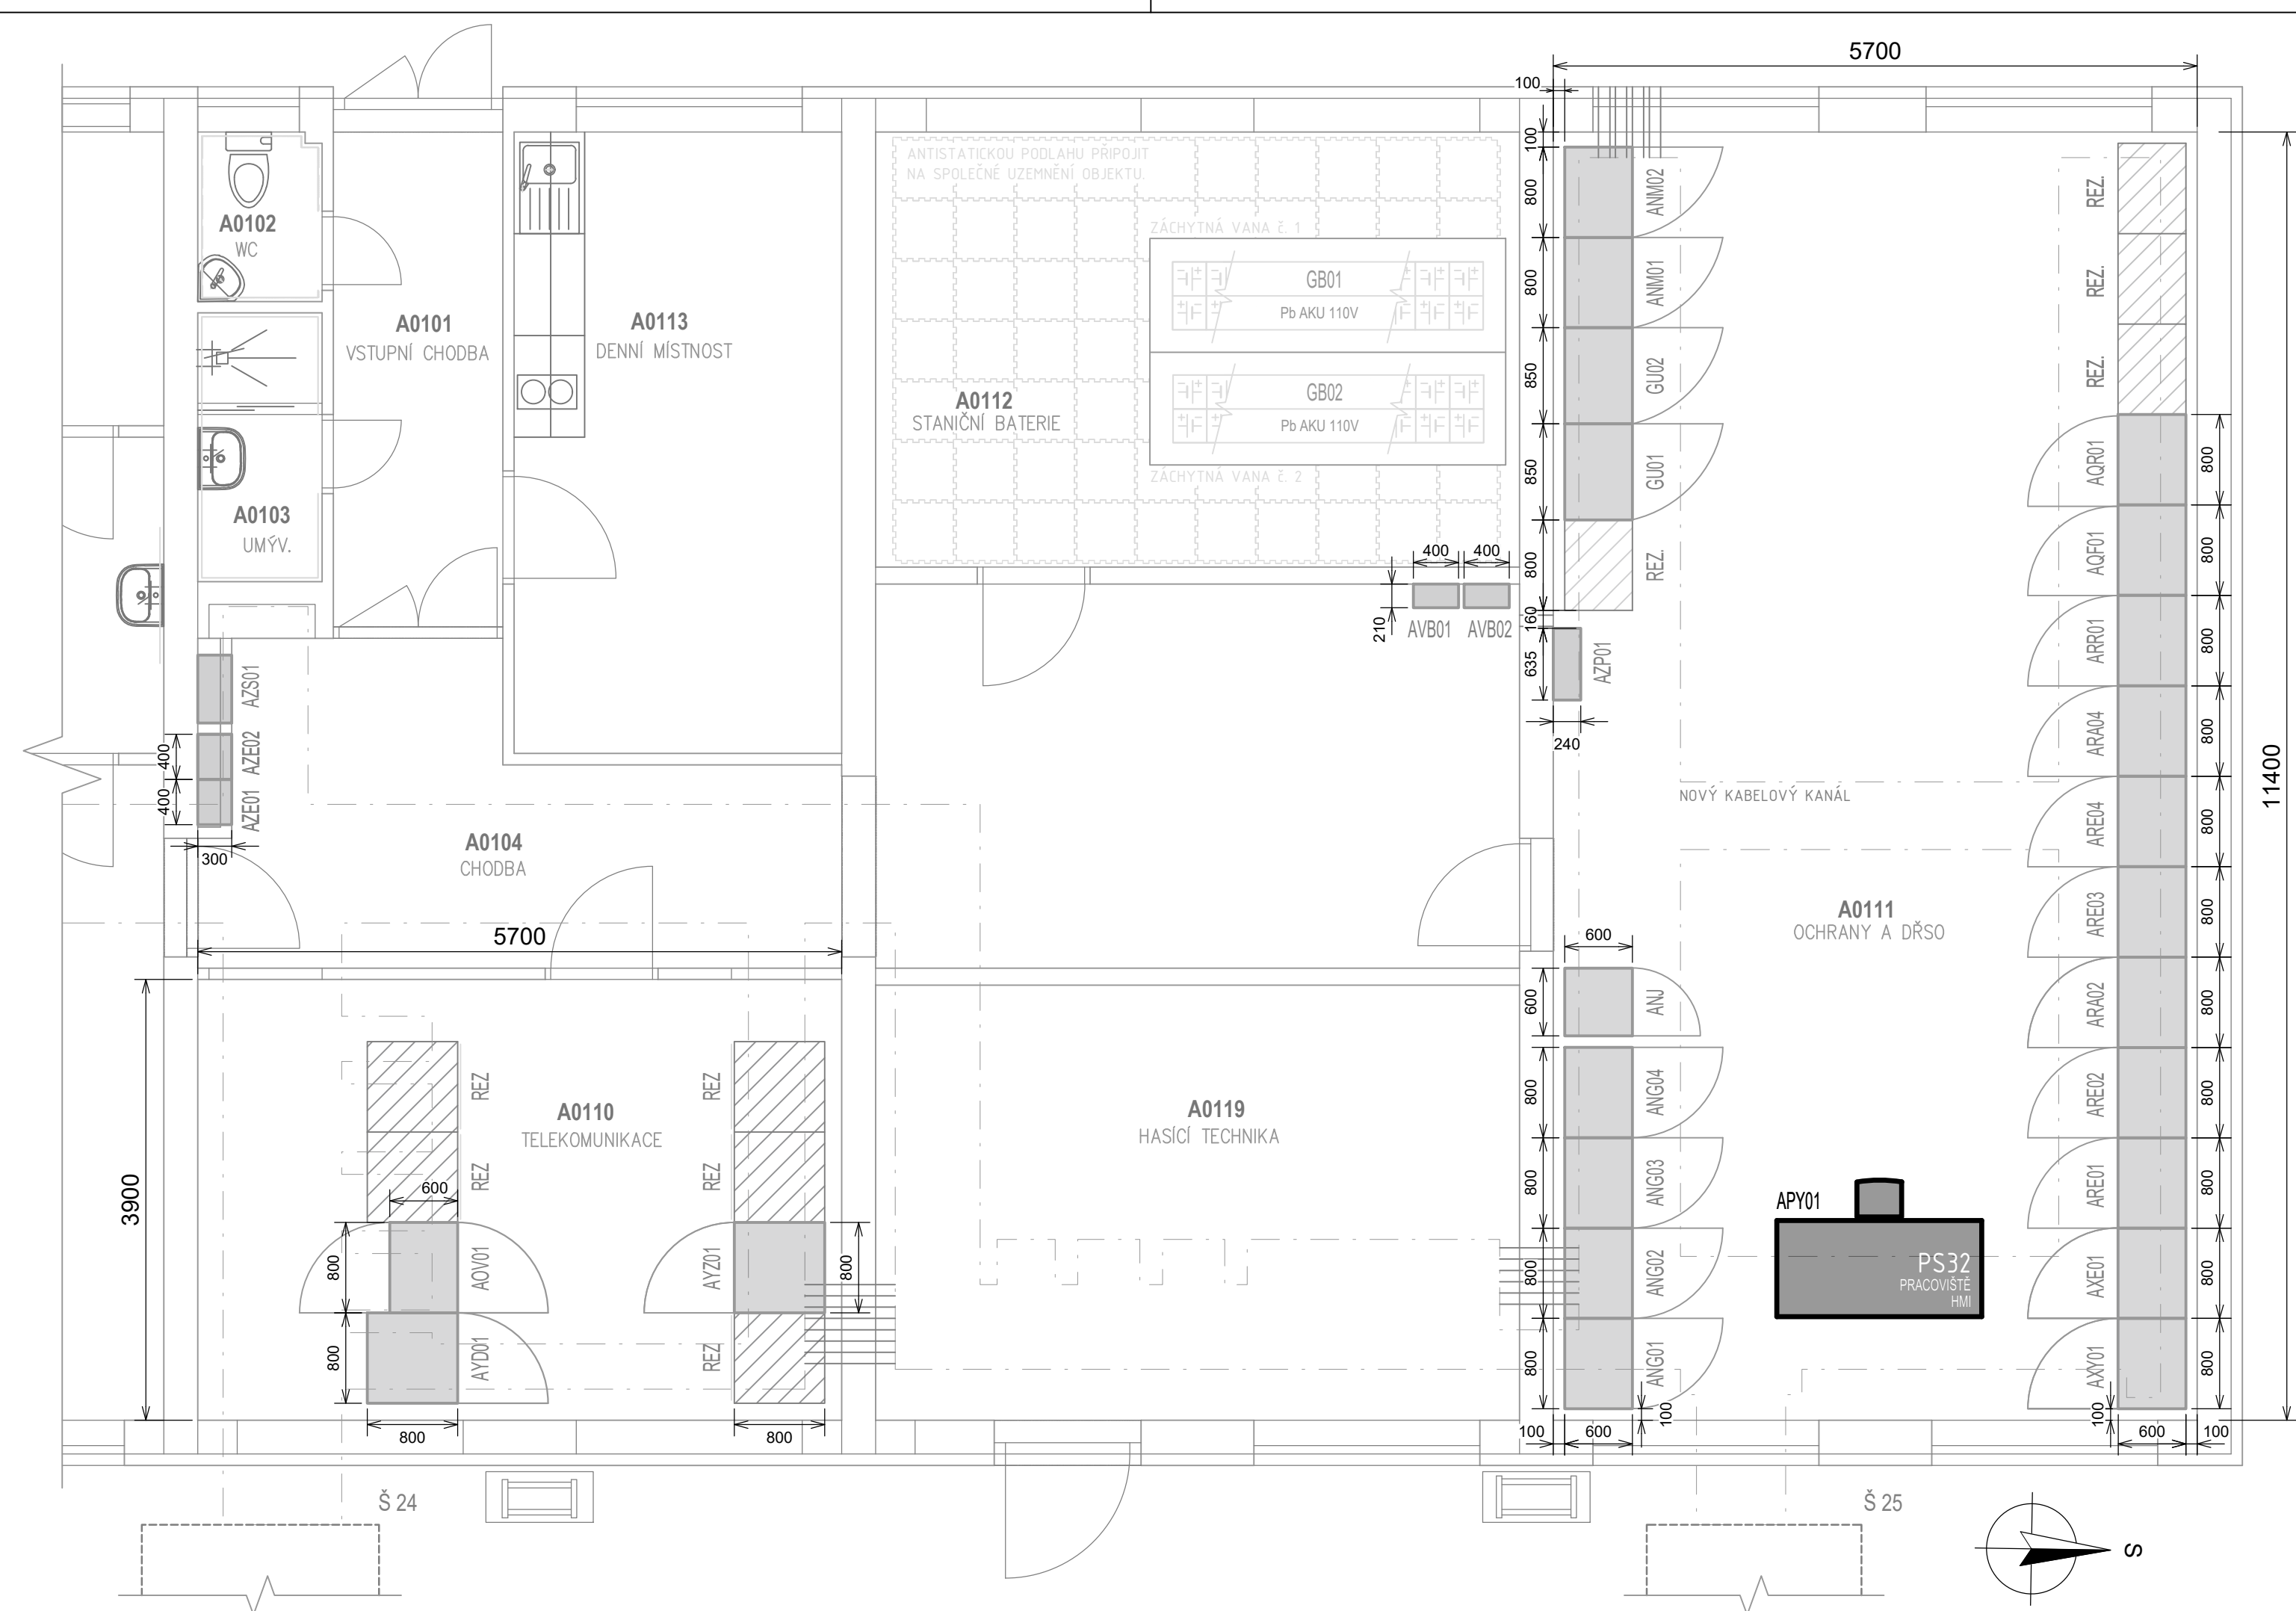 5700
100
100
ANTISTATICKOU PODLAHU PŘIPOJIT
NA SPOLEČNÉ UZEMNĚNÍ OBJEKTU.
A0102
WC
ZÁCHYTNÁ VANA č. 1
800
ANM02
REZ.
GB01
Pb AKU 110V
800
ANM01
REZ.
A0101
VSTUPNÍ CHODBA
A0113
DENNÍ MÍSTNOST
850
GU02
REZ.
GB02
Pb AKU 110V
A0112
STANIČNÍ BATERIE
ZÁCHYTNÁ VANA č. 2
850
GU01
AQR01
800
A0103
UMÝV.
400
400
800
REZ.
AQF01
800
210
AVB01
AVB02
160
635
AZP01
240
ARR01
800
AZS01
400
AZE02
400
AZE01
300
ARA04
800
11400
NOVÝ KABELOVÝ KANÁL
ARE04
800
A0104
CHODBA
5700
A0111
OCHRANY A DŘSO
ARE03
800
600
600
ANJ
ARA02
800
3900
REZ
REZ
A0110
TELEKOMUNIKACE
REZ
REZ
A0119
HASÍCÍ TECHNIKA
800
ANG04
ARE02
800
800
ANG03
ARE01
800
600
800
AOV01
AYZ01
800
800
ANG02
APY01
PS32
PRACOVIŠTĚ
HMI
AXE01
800
800
AYD01
REZ
800
ANG01
AXY01
800
800
800
100
600
100
100
600
100
Š 24
Š 25
S